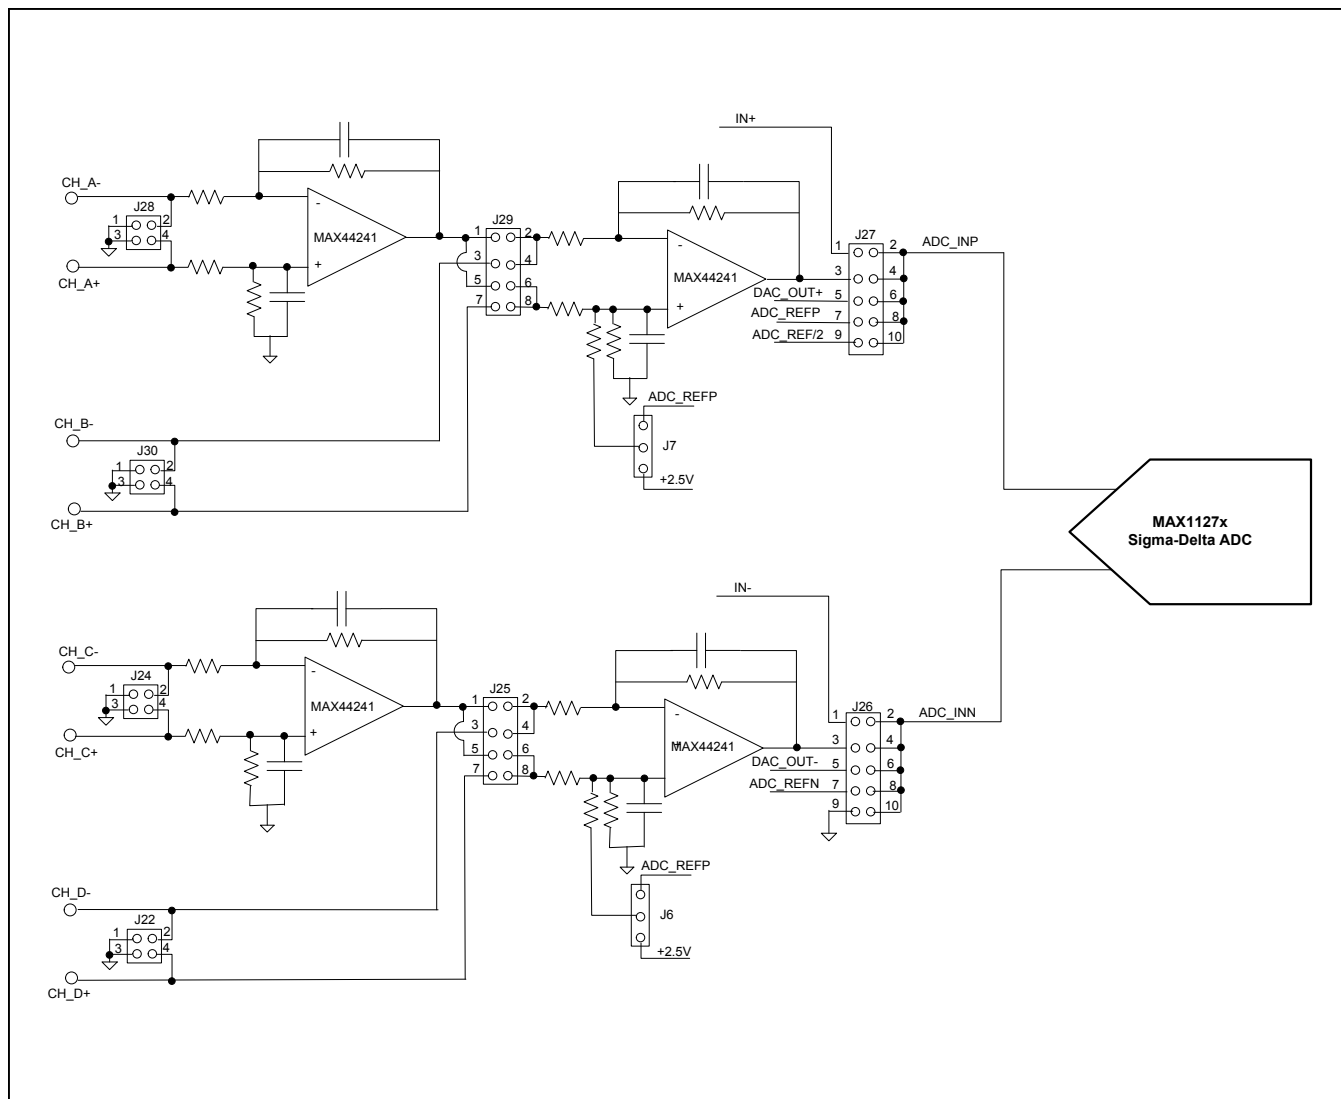 IN+
CH_A-
J28
1 2
3 4
CH_A+
-
MAX44241
+
J29
1 2
3 4
5 6
7 8
-
MAX44241
+
J27
1 2
3 4
DAC_OUT+ 5 6
ADC_REFP 7 8
ADC_REF/2 9 10
ADC_INP
ADC_REFP
J7
+2.5V
CH_B-
J30
1 2
3 4
CH_B+
MAX1127x
Sigma-Delta ADC
IN-
CH_C-
J24
1 2
3 4
CH_C+
-
MAX44241
+
J25
1 2
3 4
5 6
7 8
-
MAX44241
+
J26
1 2
3 4
DAC_OUT- 5 6
ADC_REFN 7 8
9 10
ADC_INN
ADC_REFP
J6
+2.5V
CH_D-
J22
1 2
3 4
CH_D+